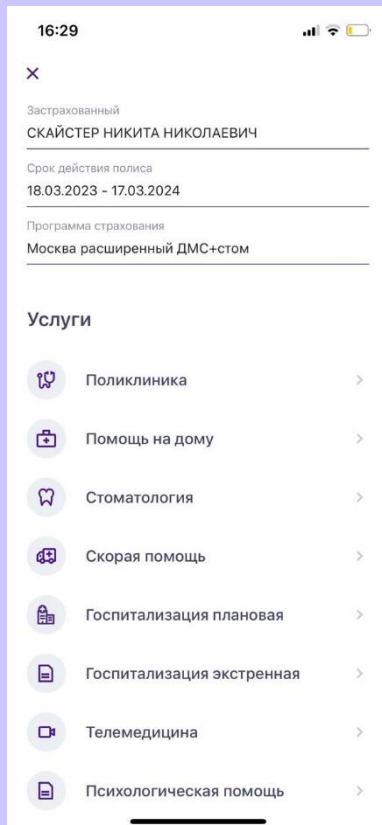 16:29
Застрахованный
СКАЙСТЕР НИКИТА НИКОЛАЕВИЧ
Срок действия полиса
18.03.2023 - 17.03.2024
Программа страхования
Москва расширенный ДМС+стом
Услуги
Поликлиника
Помощь на дому
Стоматология
Скорая помощь
Госпитализация плановая
Госпитализация экстренная
Телемедицина
Психологическая помощь